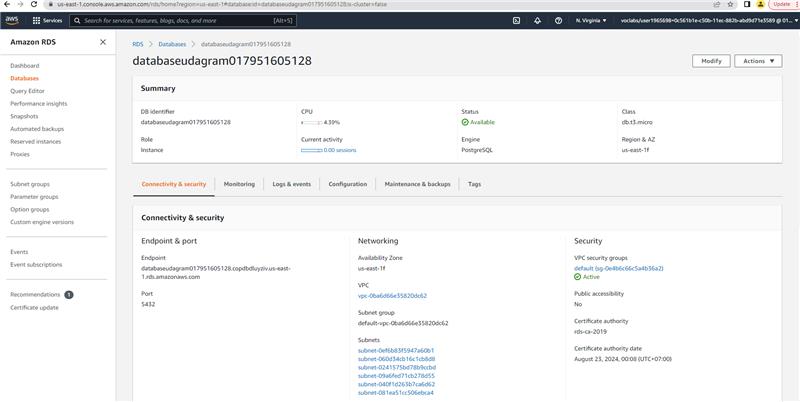 us-east-1.console.aws.amazon.com/rds/home?region=us-east-1#database:id=databaseudagram017951605128;is-cluster=false
Update
aws
Services
Search for services, features, blogs, docs, and more
[Alt+S]
N. Virginia
voclabs/user1965698=0c561b1e-c50b-11ec-882b-abd9d71e3589 @ 01...
Amazon RDS
Dashboard
Databases
Query Editor
Performance insights
Snapshots
Automated backups
Reserved instances
Proxies
Subnet groups
Parameter groups
Option groups
Custom engine versions
Events
Event subscriptions
Recommendations 1
Certificate update
RDS > Databases > databaseudagram017951605128
databaseudagram017951605128
Modify
Actions
Summary
DB identifier
databaseudagram017951605128
CPU
4.39%
Status
Available
Class
db.t3.micro
Role
Instance
Current activity
0.00 sessions
Engine
PostgreSQL
Region & AZ
us-east-1f
Connectivity & security
Monitoring
Logs & events
Configuration
Maintenance & backups
Tags
Connectivity & security
Endpoint & port
Endpoint
databaseudagram017951605128.copdbdluyziv.us-east-
1.rds.amazonaws.com
Port
5432
Networking
Availability Zone
us-east-1f
VPC
vpc-0ba6d66e35820dc62
Subnet group
default-vpc-0ba6d66e35820dc62
Subnets
subnet-0ef6b83f5947a60b1
subnet-060d34cb16c1cb8d8
subnet-0241575bd78b9ccbd
subnet-09a6fed71cb278d55
subnet-040f1d263b7ca6d62
subnet-081ea51cc506ebca4
Security
VPC security groups
default (sg-0e4b6c66c5a4b36a2)
Active
Public accessibility
No
Certificate authority
rds-ca-2019
Certificate authority date
August 23, 2024, 00:08 (UTC+07:00)